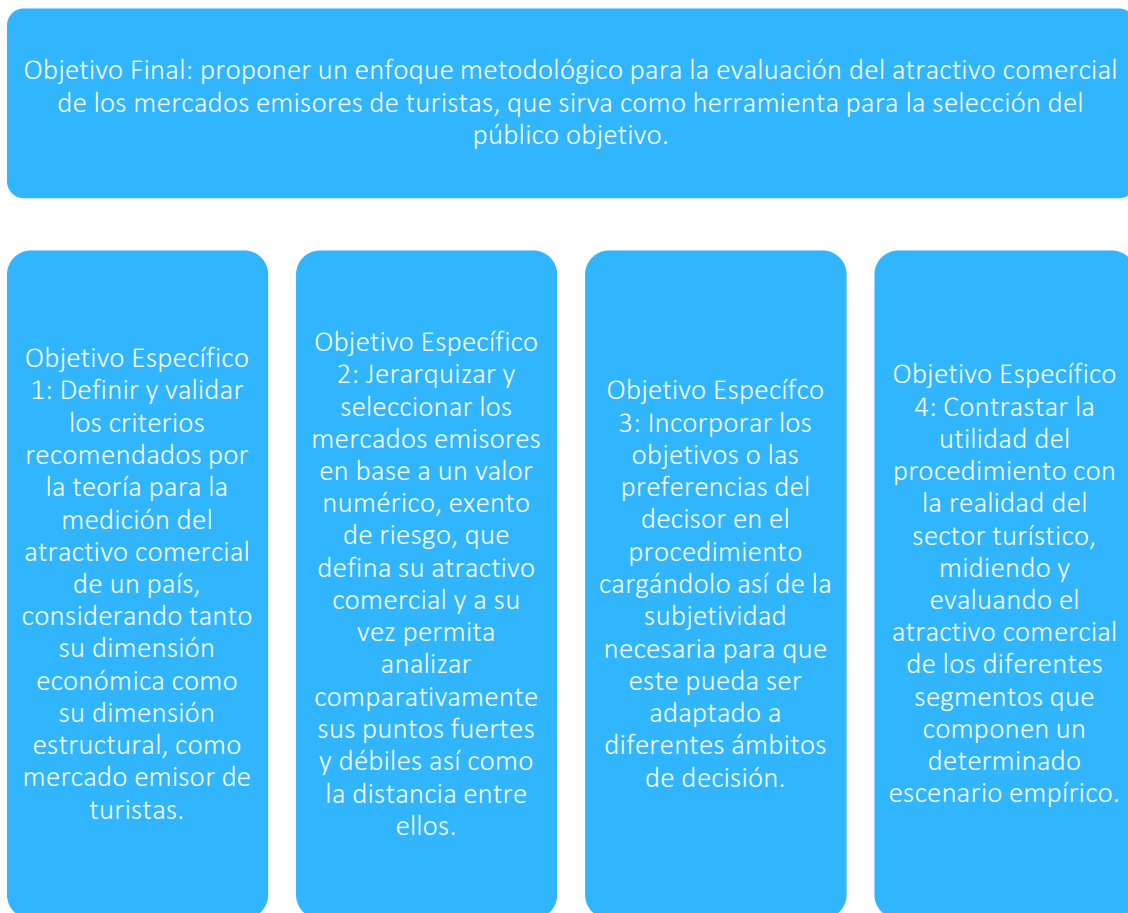 Objetivo Final: proponer un enfoque metodológico para la evaluación del atractivo comercial
de los mercados emisores de turistas, que sirva como herramienta para la selección del
público objetivo.
Objetivo Específico
1: Definir y validar
los criterios
recomendados por
la teoría para la
medición del
atractivo comercial
de un país,
considerando tanto
su dimensión
económica como
su dimensión
estructural, como
mercado emisor de
turistas.
Objetivo Específico
2: Jerarquizar y
seleccionar los
mercados emisores
en base a un valor
numérico, exento
de riesgo, que
defina su atractivo
comercial y a su
vez permita
analizar
comparativamente
sus puntos fuertes
y débiles así como
la distancia entre
ellos.
Objetivo Específco
3: Incorporar los
objetivos o las
preferencias del
decisor en el
procedimiento
cargándolo así de la
subjetividad
necesaria para que
este pueda ser
adaptado a
diferentes ámbitos
de decisión.
Objetivo Específico
4: Contrastar la
utilidad del
procedimiento con
la realidad del
sector turístico,
midiendo y
evaluando el
atractivo comercial
de los diferentes
segmentos que
componen un
determinado
escenario empírico.